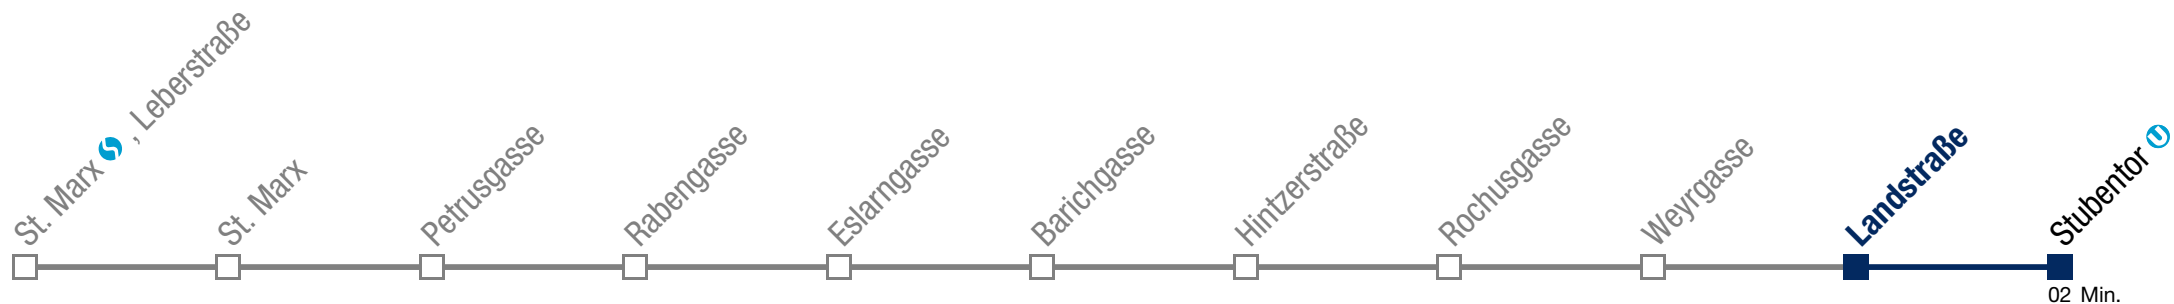 St. Marx S , Leberstraße
St. Marx
Petrusgasse
Rabengasse
Eslarngasse
Barichgasse
Hintzerstraße
Rochusgasse
Weyrgasse
Landstraße
Stubentor U
02 Min.